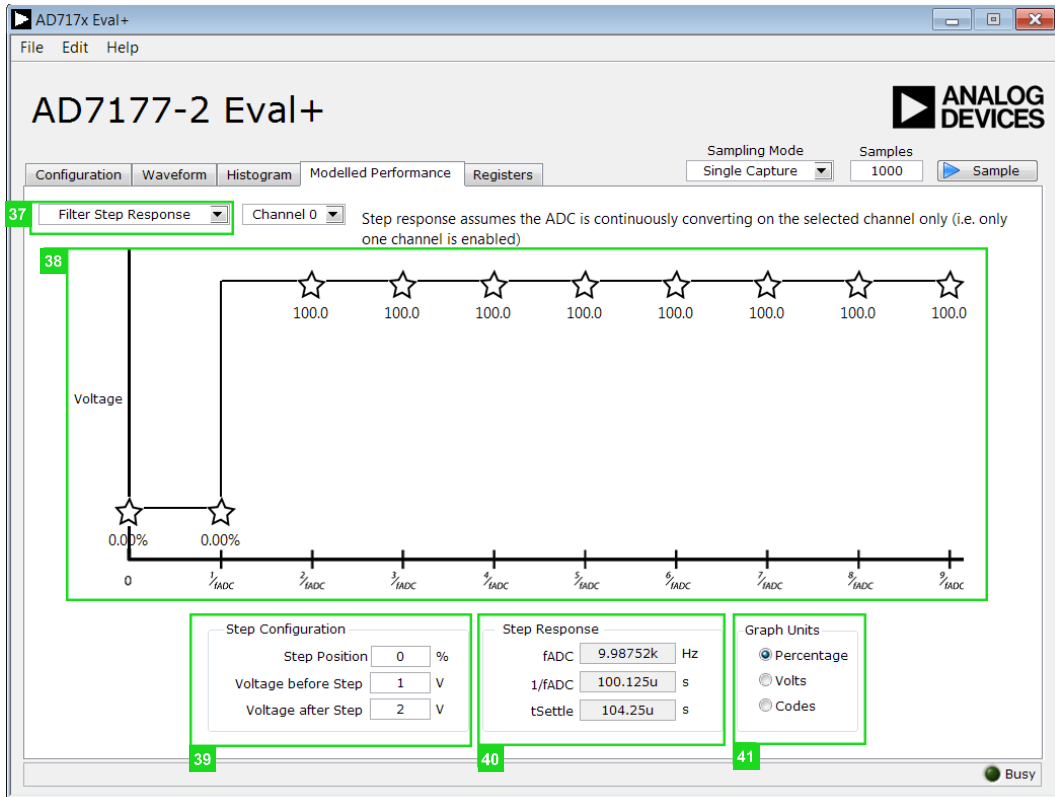 AD717x Eval+
File Edit Help
AD7177-2 Eval+
ANALOG
DEVICES
Sampling Mode
Samples
Configuration Waveform Histogram Modelled Performance Registers
Single Capture
1000
Sample
37
Filter Step Response
Channel 0
Step response assumes the ADC is continuously converting on the selected channel only (i.e. only
one channel is enabled)
38
100.0 100.0 100.0 100.0 100.0 100.0 100.0 100.0
Voltage
0.00% 0.00%
0 1/fADC 2/fADC 3/fADC 4/fADC 5/fADC 6/fADC 7/fADC 8/fADC 9/fADC
Step Configuration
Step Position 0 %
Voltage before Step 1 V
Voltage after Step 2 V
39
Step Response
fADC 9.98752k Hz
1/fADC 100.125u s
tSettle 104.25u s
40
Graph Units
Percentage
Volts
Codes
41
Busy